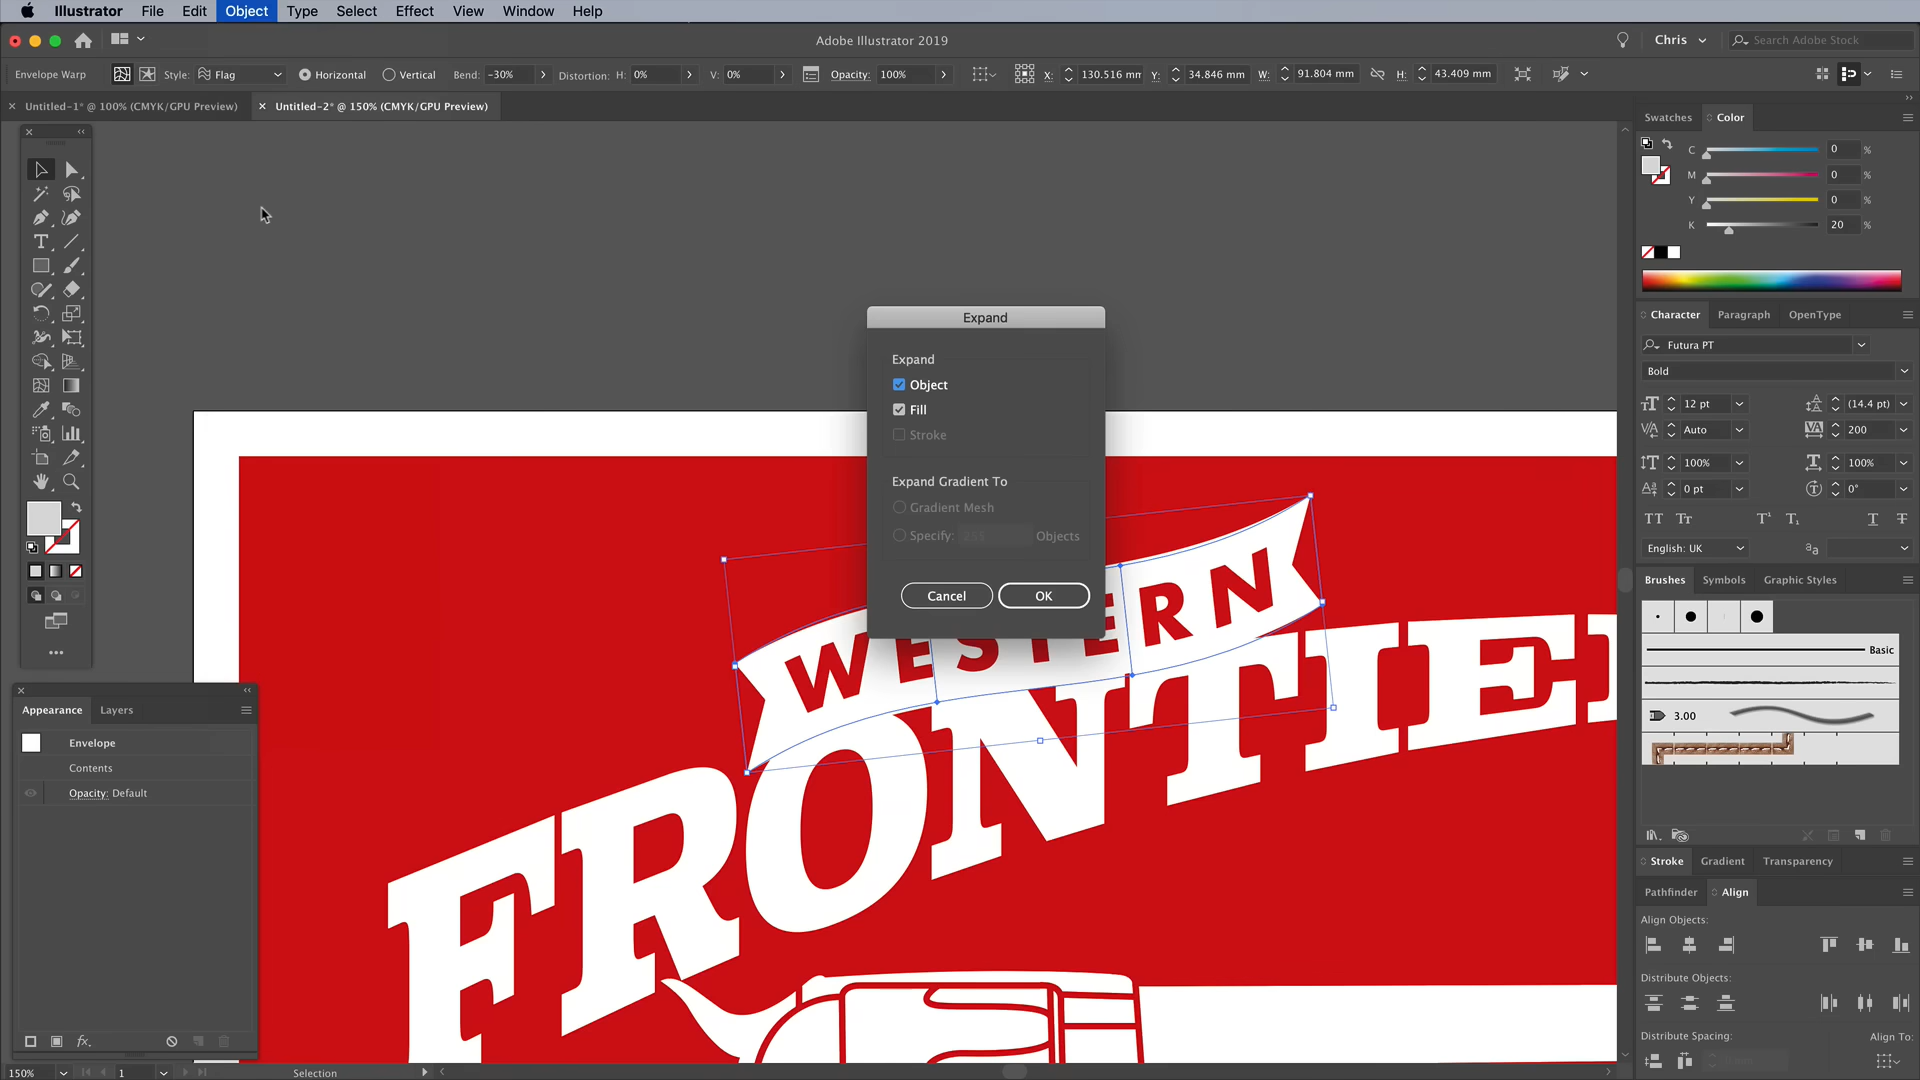 Illustrator File Edit Object Type Select Effect View Window Help
Adobe Illustrator 2019
Chris
Search Adobe Stock
Envelope Warp Style: Flag Horizontal Vertical Bend: -30% Distortion: H: 0% V: 0% Opacity: 100% X: 130.516 mm Y: 34.846 mm W: 91.804 mm H: 43.409 mm
Untitled-1* @ 100% (CMYK/GPU Preview) Untitled-2* @ 150% (CMYK/GPU Preview)
Swatches Color
C 0 %
M 0 %
Y 0 %
K 20 %
Expand
Expand
Object
Fill
Stroke
Expand Gradient To
Gradient Mesh
Specify: 255 Objects
Cancel OK
WESTERN
FRONTIE
Character Paragraph OpenType
Futura PT
Bold
12 pt (14.4 pt)
Auto 200
100% 100%
0 pt 0°
English: UK
Brushes Symbols Graphic Styles
Basic
3.00
Stroke Gradient Transparency
Pathfinder Align
Align Objects:
Distribute Objects:
Distribute Spacing: Align To:
Appearance Layers
Envelope
Contents
Opacity: Default
fx
150% 1 Selection